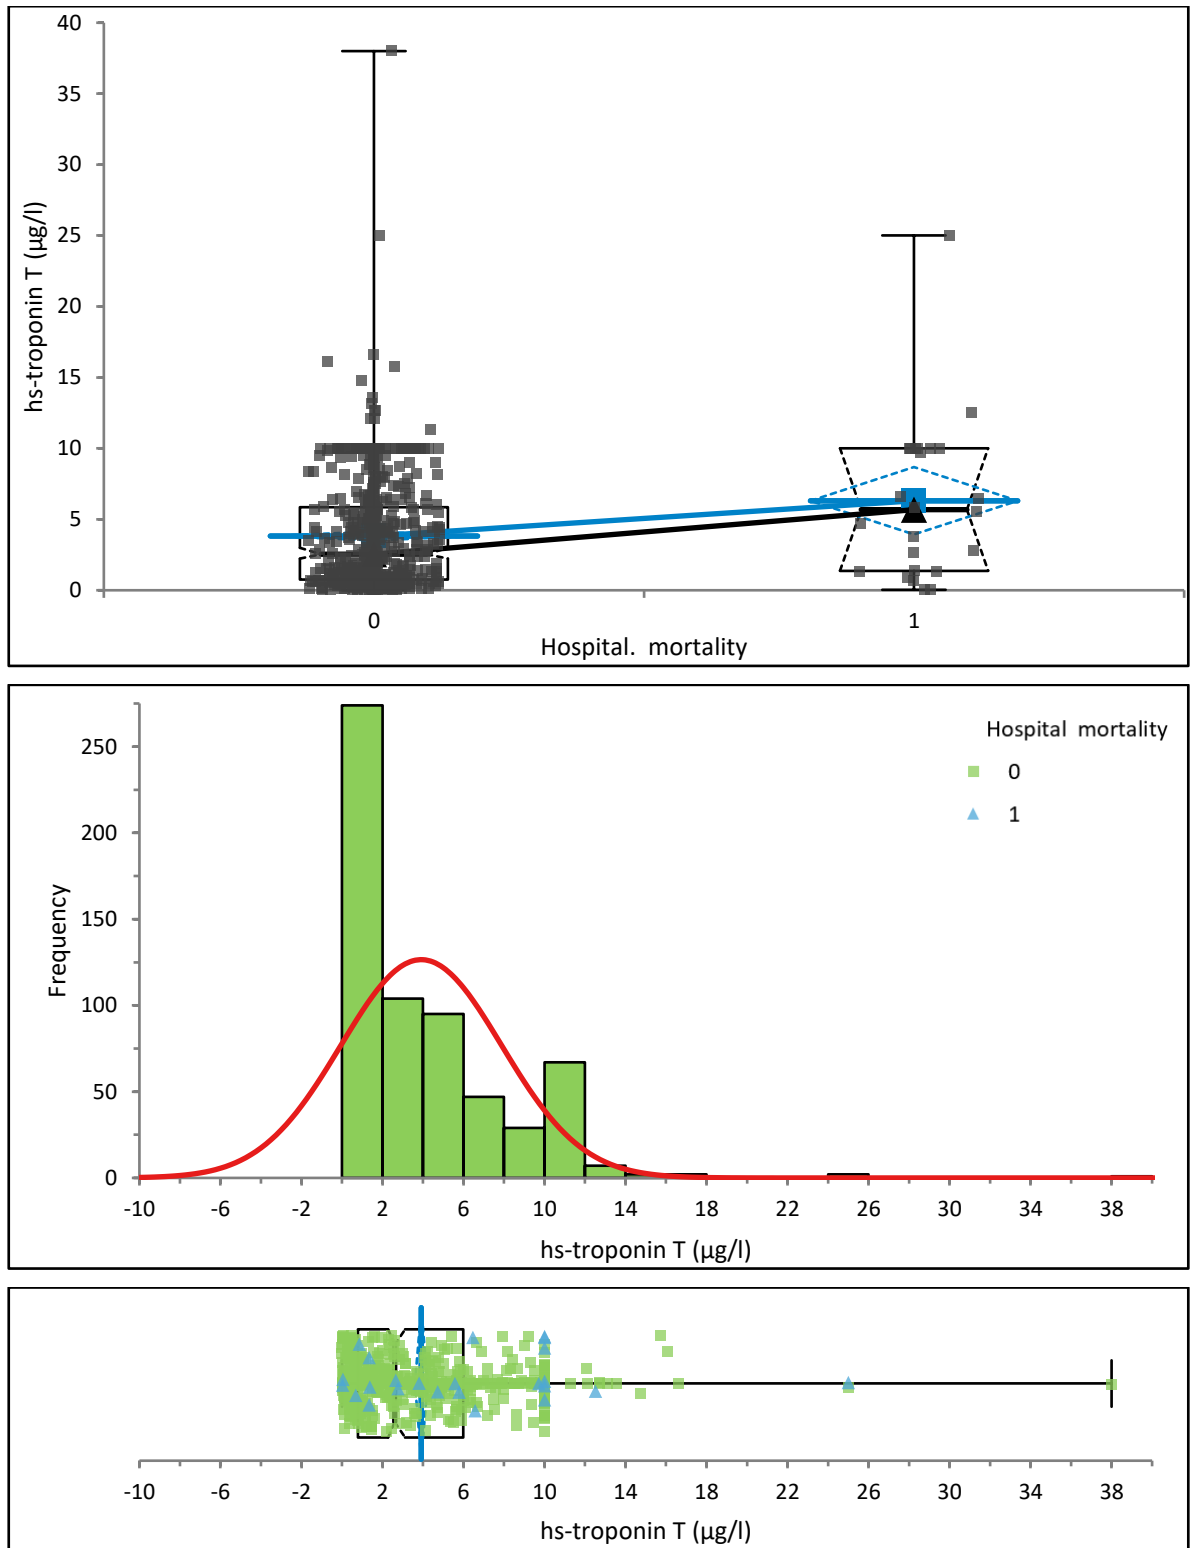 40
35
30
25
20
15
10
5
0
hs-troponin T (µg/l)
0 1
Hospital. mortality
250
200
150
100
50
0
Frequency
Hospital mortality
0
1
-10 -6 -2 2 6 10 14 18 22 26 30 34 38
hs-troponin T (µg/l)
-10 -6 -2 2 6 10 14 18 22 26 30 34 38
hs-troponin T (µg/l)